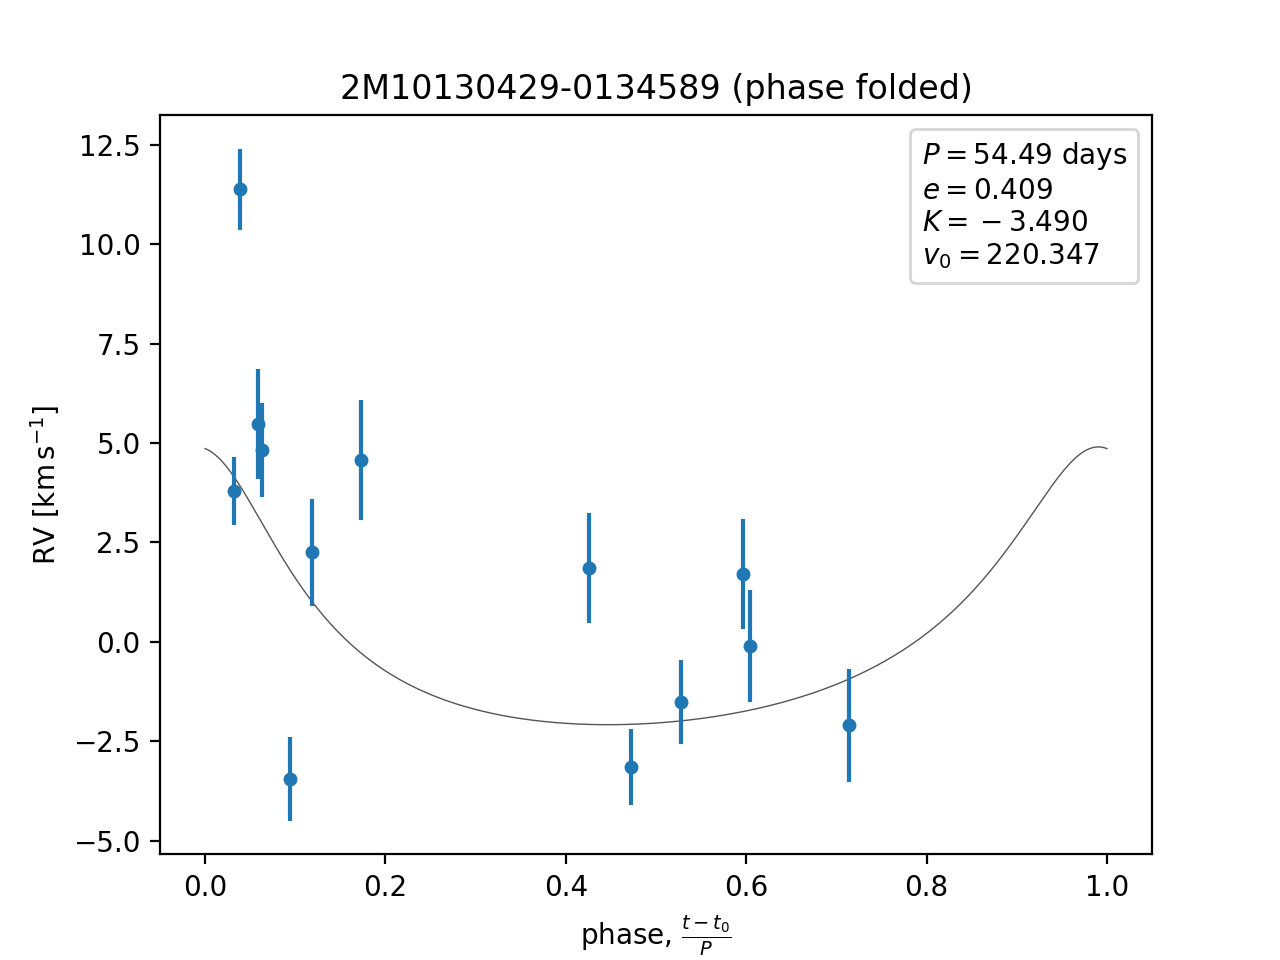 2M10130429-0134589 (phase folded)
P = 54.49 days
e = 0.409
K = −3.490
v₀ = 220.347
12.5
10.0
7.5
5.0
2.5
0.0
−2.5
−5.0
RV [km s⁻¹]
0.0 0.2 0.4 0.6 0.8 1.0
phase, (t − t₀)/P